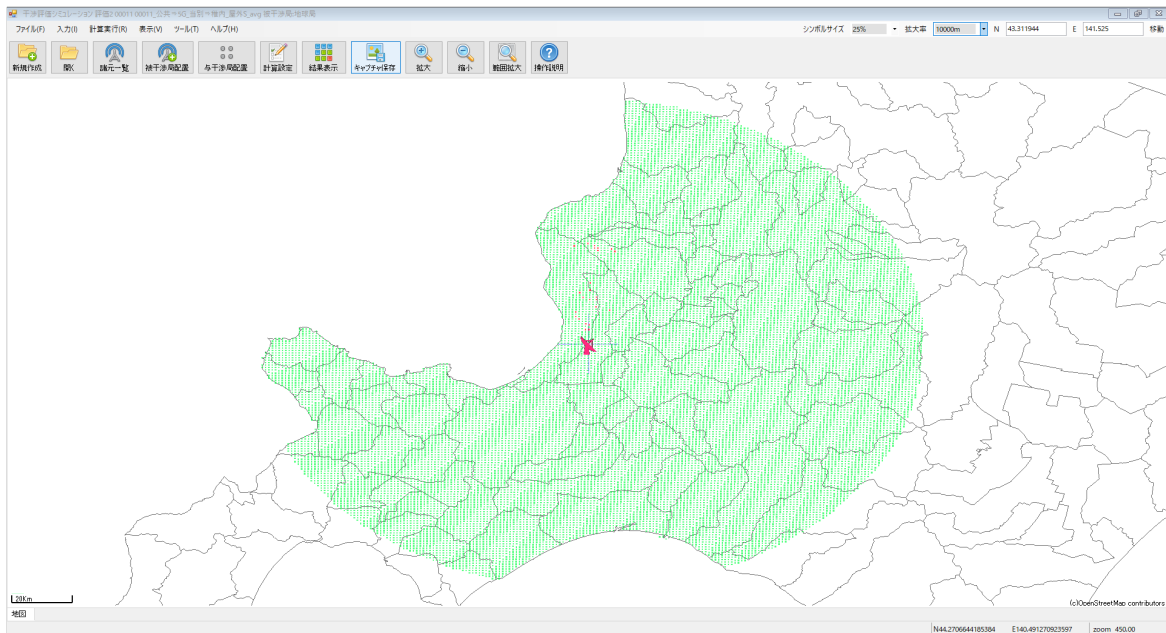 干渉評価シミュレーション 評価2 00011 00011_公共⇒5G_当別⇒稚内_屋外S_avg 被干渉局:地球局
ファイル(F) 入力(I) 計算実行(R) 表示(V) ツール(T) ヘルプ(H)
シンボルサイズ 25% 拡大率 10000m N 43.311944 E 141.525 移動
新規作成 開く 諸元一覧 被干渉局配置 与干渉局配置 計算設定 結果表示 キャプチャ保存 拡大 縮小 範囲拡大 操作説明
20Km
(c)OpenStreetMap contributors
地図
N44.2706644185384 E140.491270923597 zoom 450.00